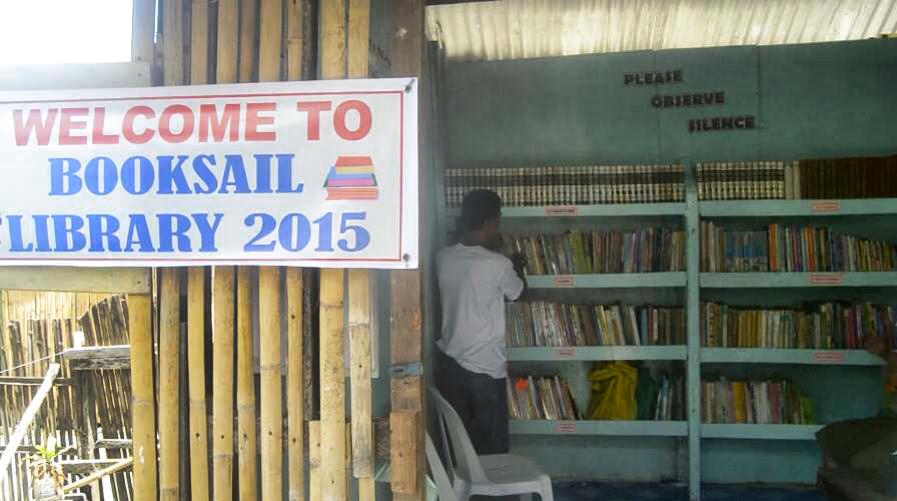 WELCOME TO
BOOKSAIL
LIBRARY 2015
PLEASE
OBSERVE
SILENCE